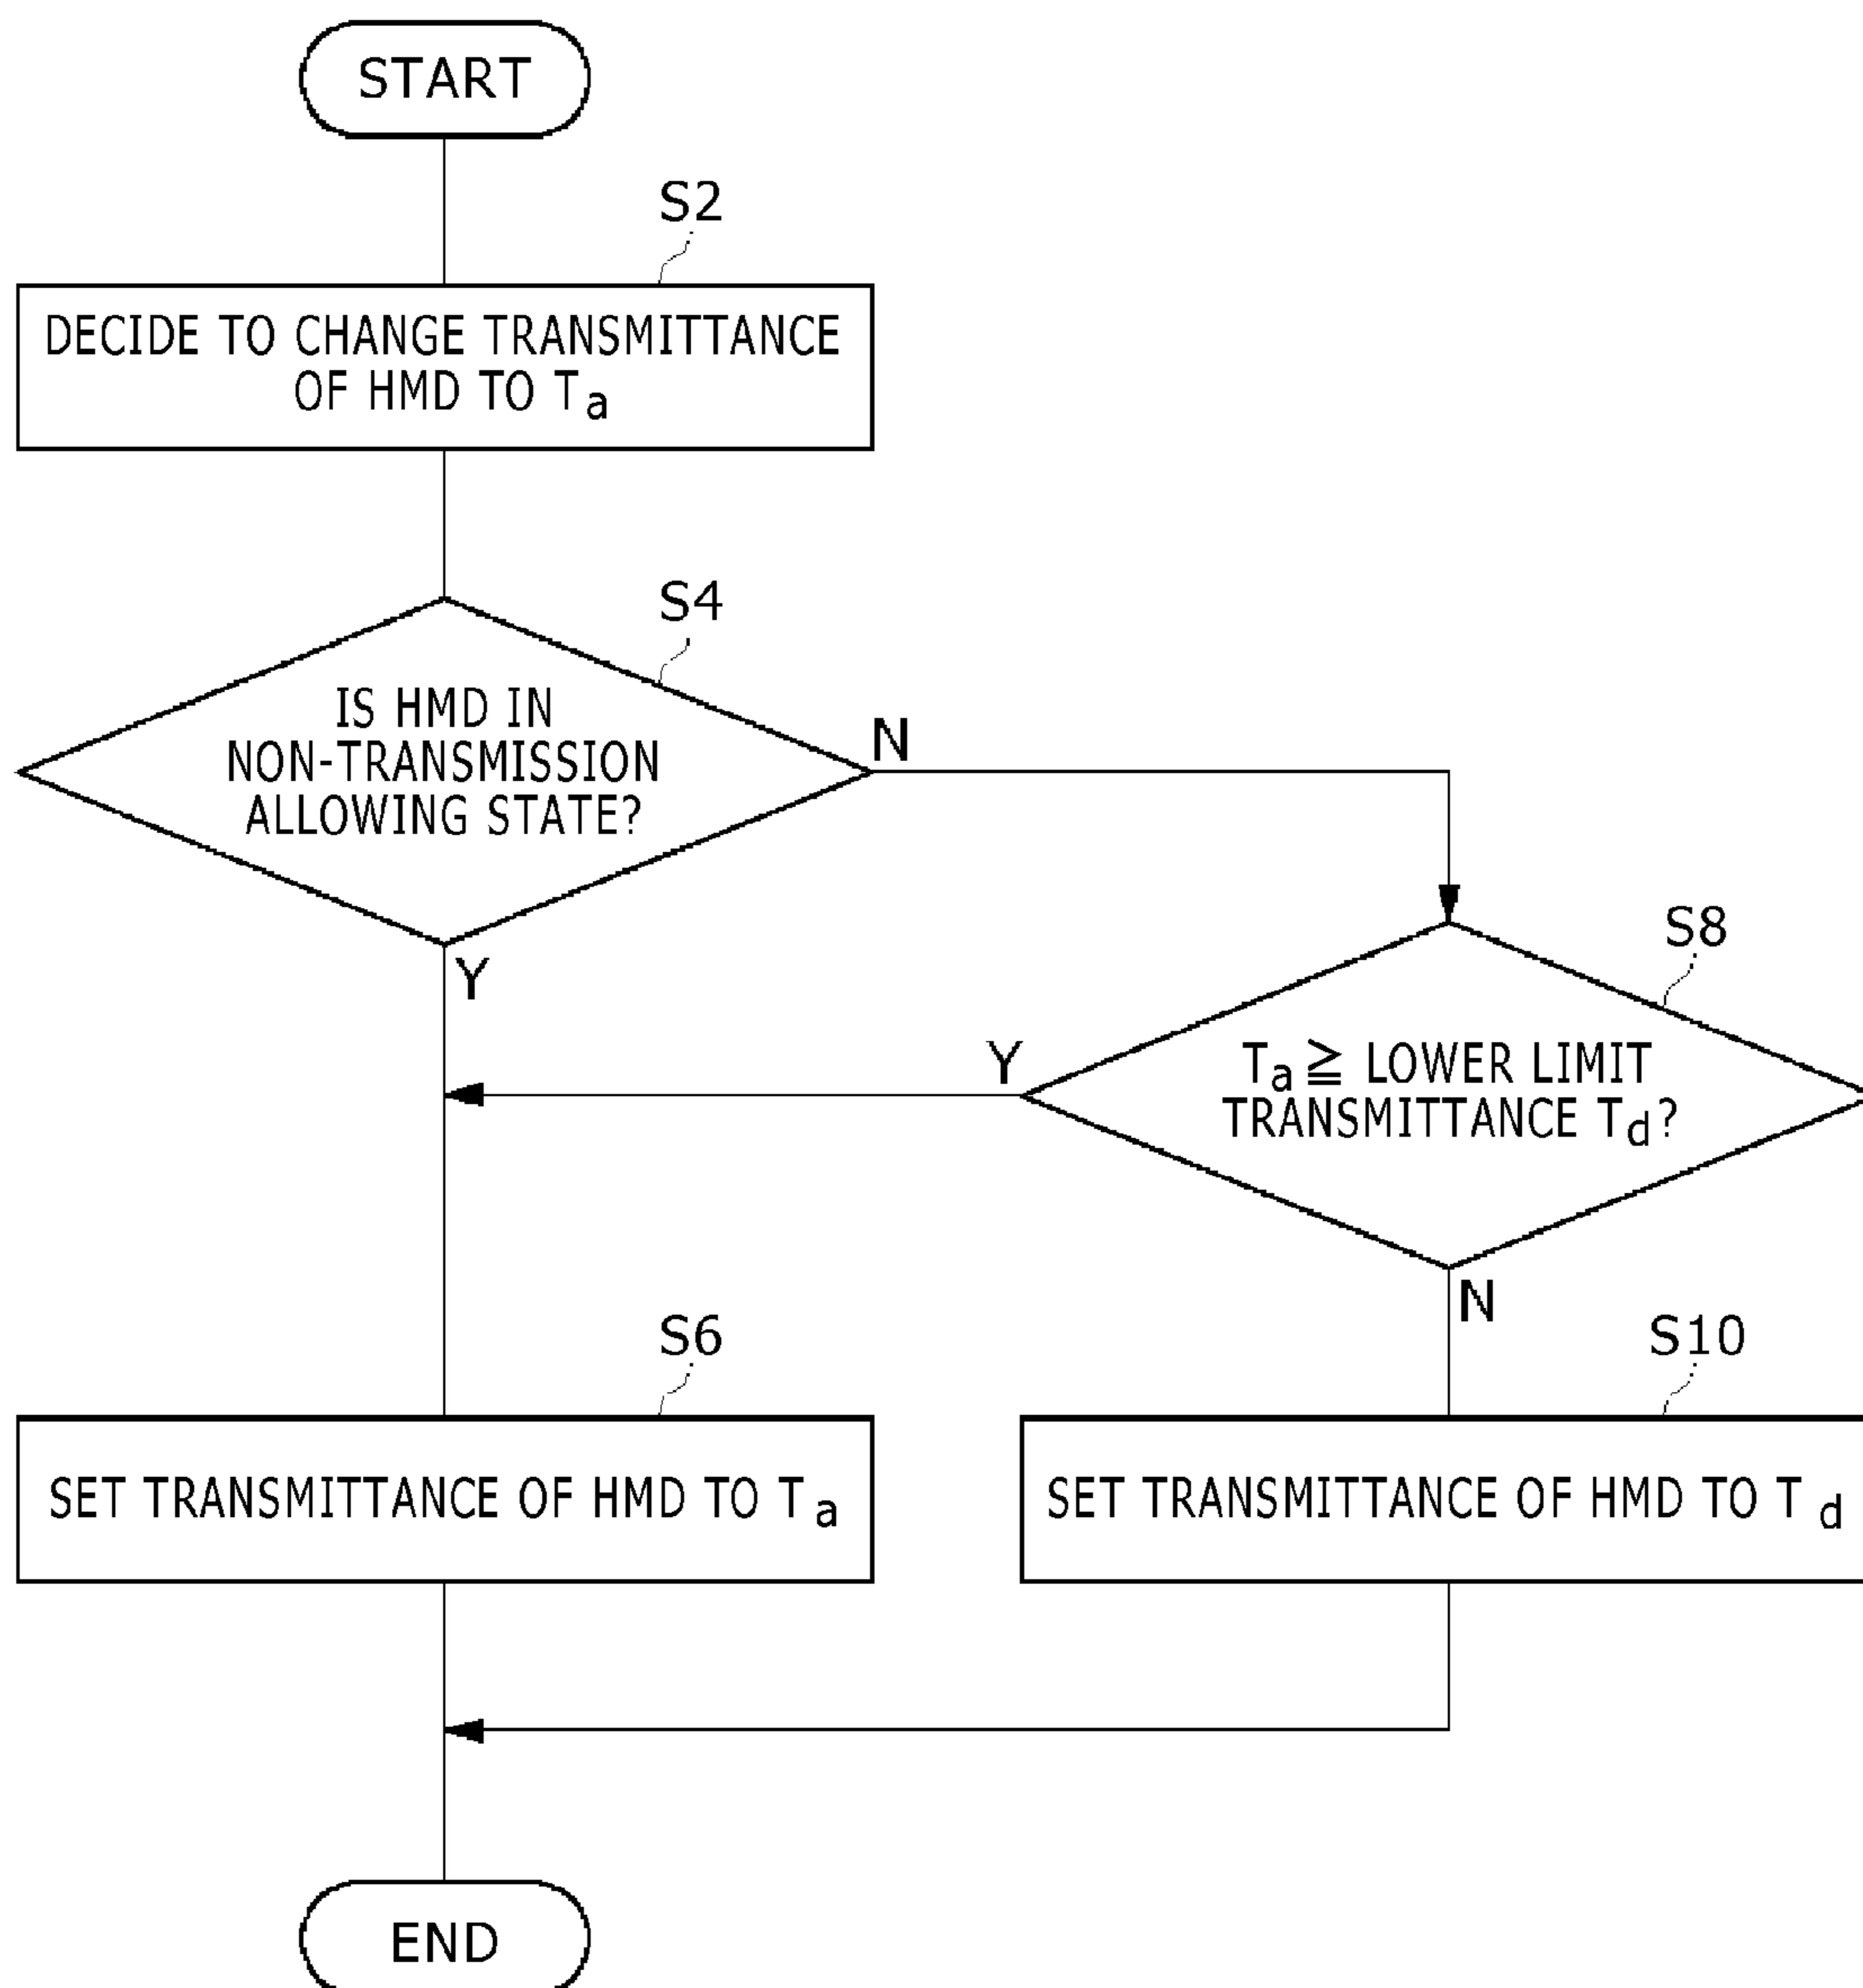 START
S2
DECIDE TO CHANGE TRANSMITTANCE
OF HMD TO Ta
S4
IS HMD IN
NON-TRANSMISSION
ALLOWING STATE?
N
Y
S8
Ta ≧ LOWER LIMIT
TRANSMITTANCE Td?
Y
N
S6
SET TRANSMITTANCE OF HMD TO Ta
S10
SET TRANSMITTANCE OF HMD TO Td
END